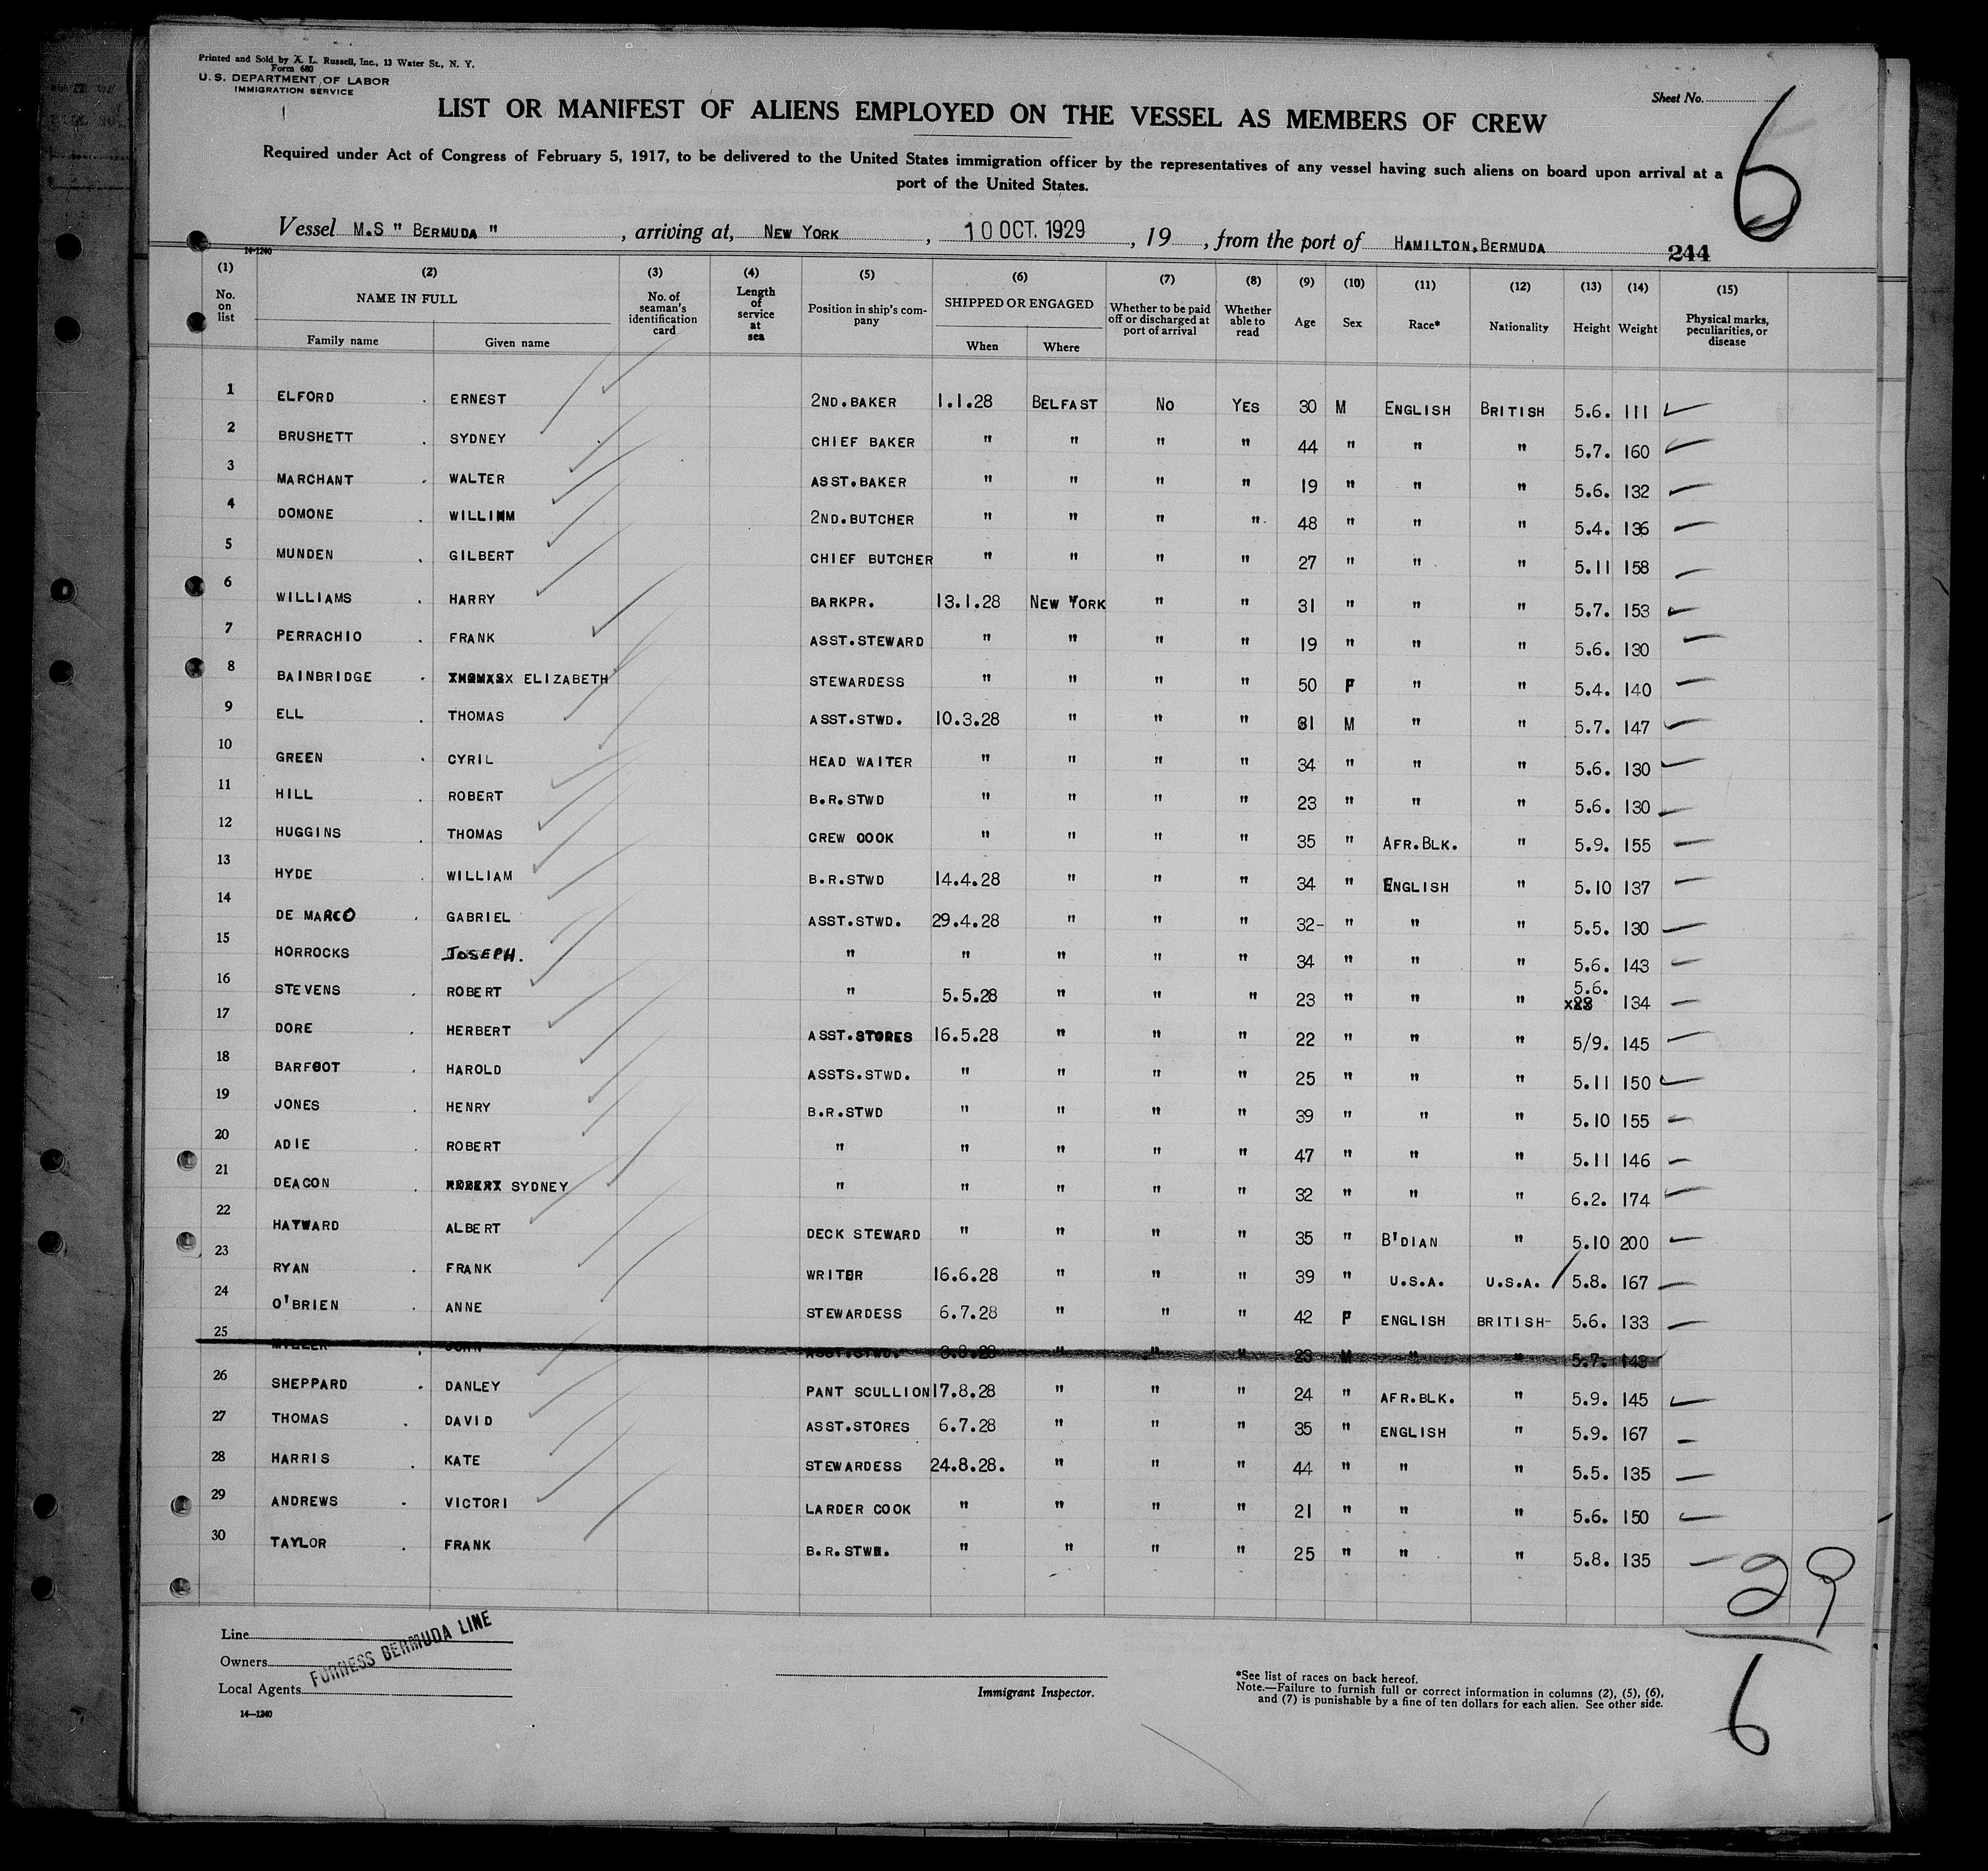 Printed and Sold by A. L. Russell, Inc., 13 Water St., N. Y.
Form 680
U. S. DEPARTMENT OF LABOR
IMMIGRATION SERVICE
Sheet No.
6
LIST OR MANIFEST OF ALIENS EMPLOYED ON THE VESSEL AS MEMBERS OF CREW
Required under Act of Congress of February 5, 1917, to be delivered to the United States immigration officer by the representatives of any vessel having such aliens on board upon arrival at a
port of the United States.
Vessel M.S " BERMUDA " , arriving at, NEW YORK , 10 OCT. 1929 , 19 , from the port of HAMILTON, BERMUDA
14-1240
244
(1) (2) (3) (4) (5) (6) (7) (8) (9) (10) (11) (12) (13) (14) (15)
No. on list NAME IN FULL Family name Given name No. of seaman's identification card Length of service at sea Position in ship's company SHIPPED OR ENGAGED When Where Whether to be paid off or discharged at port of arrival Whether able to read Age Sex Race* Nationality Height Weight Physical marks, peculiarities, or disease
1 ELFORD . ERNEST 2ND.BAKER 1.1.28 BELFAST NO YES 30 M ENGLISH BRITISH 5.6. 111
2 BRUSHETT . SYDNEY CHIEF BAKER " " " " 44 " " " 5.7. 160
3 MARCHANT . WALTER ASST.BAKER " " " " 19 " " " 5.6. 132
4 DOMONE . WILLIAM 2ND.BUTCHER " " " " 48 " " " 5.4. 136
5 MUNDEN . GILBERT CHIEF BUTCHER " " " " 27 " " " 5.11 158
6 WILLIAMS . HARRY BARKPR. 13.1.28 NEW YORK " " 31 " " " 5.7. 153
7 PERRACHIO . FRANK ASST.STEWARD " " " " 19 " " " 5.6. 130
8 BAINBRIDGE . ELIZABETH STEWARDESS " " " " 50 F " " 5.4. 140
9 ELL . THOMAS ASST.STWD. 10.3.28 " " " 31 M " " 5.7. 147
10 GREEN . CYRIL HEAD WAITER " " " " 34 " " " 5.6. 130
11 HILL . ROBERT B.R.STWD " " " " 23 " " " 5.6. 130
12 HUGGINS . THOMAS CREW COOK " " " " 35 " AFR.BLK. " 5.9. 155
13 HYDE WILLIAM B.R.STWD 14.4.28 " " " 34 " ENGLISH " 5.10 137
14 DE MARCO . GABRIEL ASST.STWD. 29.4.28 " " " 32- " " " 5.5. 130
15 HORROCKS JOSEPH. " " " " " 34 " " " 5.6. 143
16 STEVENS . ROBERT " 5.5.28 " " " 23 " " " 5.6. 134
17 DORE . HERBERT ASST.STORES 16.5.28 " " " 22 " " " 5/9. 145
18 BARFOOT . HAROLD ASSTS.STWD. " " " " 25 " " " 5.11 150
19 JONES . HENRY B.R.STWD " " " " 39 " " " 5.10 155
20 ADIE . ROBERT " " " " " 47 " " " 5.11 146
21 DEACON . SYDNEY " " " " " 32 " " " 6.2. 174
22 HAYWARD ALBERT DECK STEWARD " " " " 35 " B'DIAN " 5.10 200
23 RYAN . FRANK WRITER 16.6.28 " " " 39 " U.S.A. U.S.A. 5.8. 167
24 O'BRIEN . ANNE STEWARDESS 6.7.28 " " " 42 F ENGLISH BRITISH- 5.6. 133
25 ASST.STWD. " " " 23 M " " 5.7. 143
26 SHEPPARD . DANLEY PANT SCULLION 17.8.28 " " " 24 " AFR.BLK. " 5.9. 145
27 THOMAS . DAVID ASST.STORES 6.7.28 " " " 35 " ENGLISH " 5.9. 167
28 HARRIS . KATE STEWARDESS 24.8.28. " " " 44 " " " 5.5. 135
29 ANDREWS . VICTORI LARDER COOK " " " " 21 " " " 5.6. 150
30 TAYLOR . FRANK B.R.STWD. " " " " 25 " " " 5.8. 135
29
6
Line
Owners
Local Agents
FURNESS BERMUDA LINE
14—1240
Immigrant Inspector.
*See list of races on back hereof.
Note.—Failure to furnish full or correct information in columns (2), (5), (6),
and (7) is punishable by a fine of ten dollars for each alien. See other side.